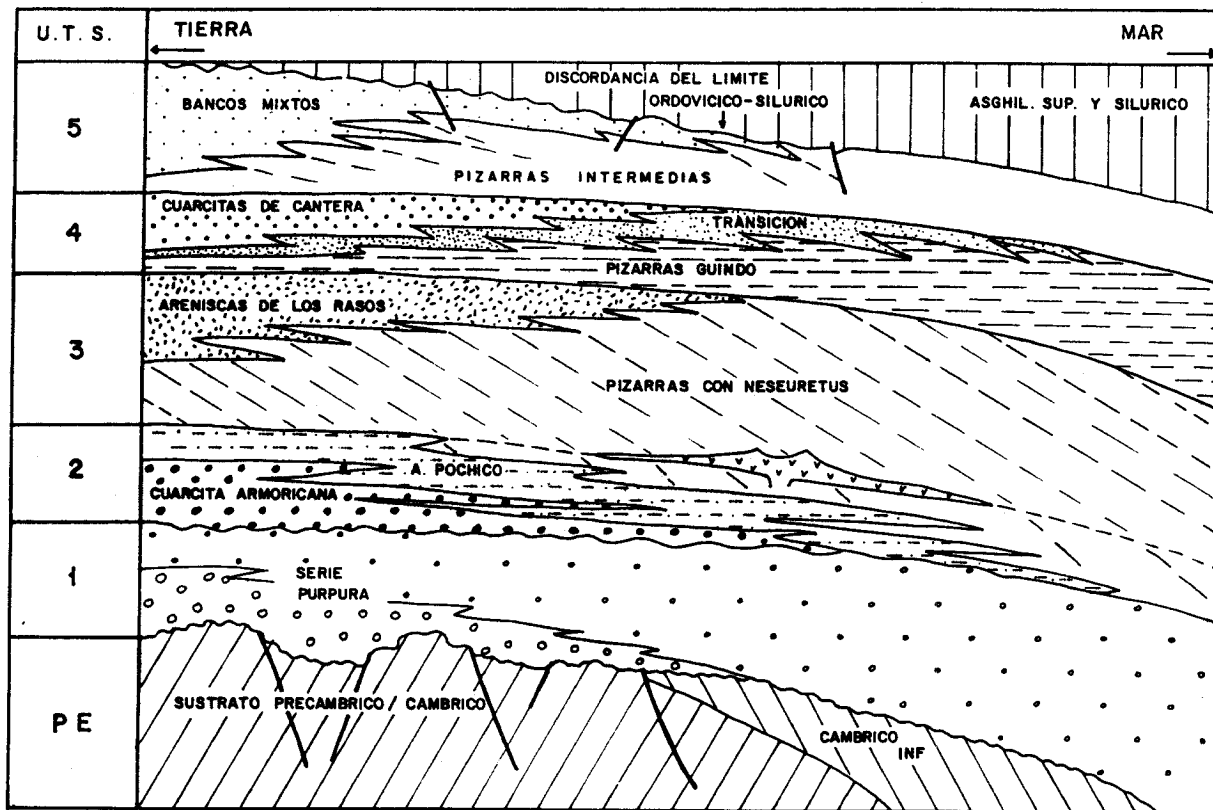 U.T.S.
TIERRA
MAR
5
BANCOS MIXTOS
DISCORDANCIA DEL LIMITE
ORDOVICICO-SILURICO
ASGHIL. SUP. Y SILURICO
PIZARRAS INTERMEDIAS
4
CUARCITAS DE CANTERA
TRANSICION
PIZARRAS GUINDO
3
ARENISCAS DE LOS RASOS
PIZARRAS CON NESEURETUS
2
A. POCHICO
CUARCITA ARMORICANA
1
SERIE
PURPURA
PE
SUSTRATO PRECAMBRICO / CAMBRICO
CAMBRICO
INF